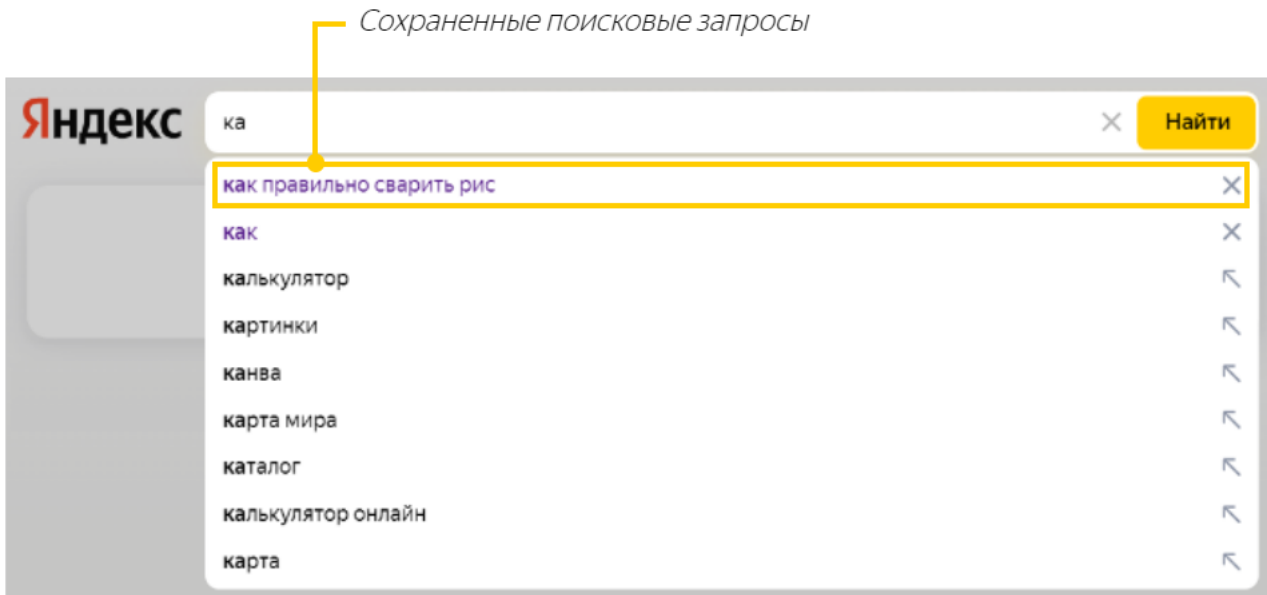 Сохраненные поисковые запросы
Яндекс
ка
Найти
как правильно сварить рис
как
калькулятор
картинки
канва
карта мира
каталог
калькулятор онлайн
карта